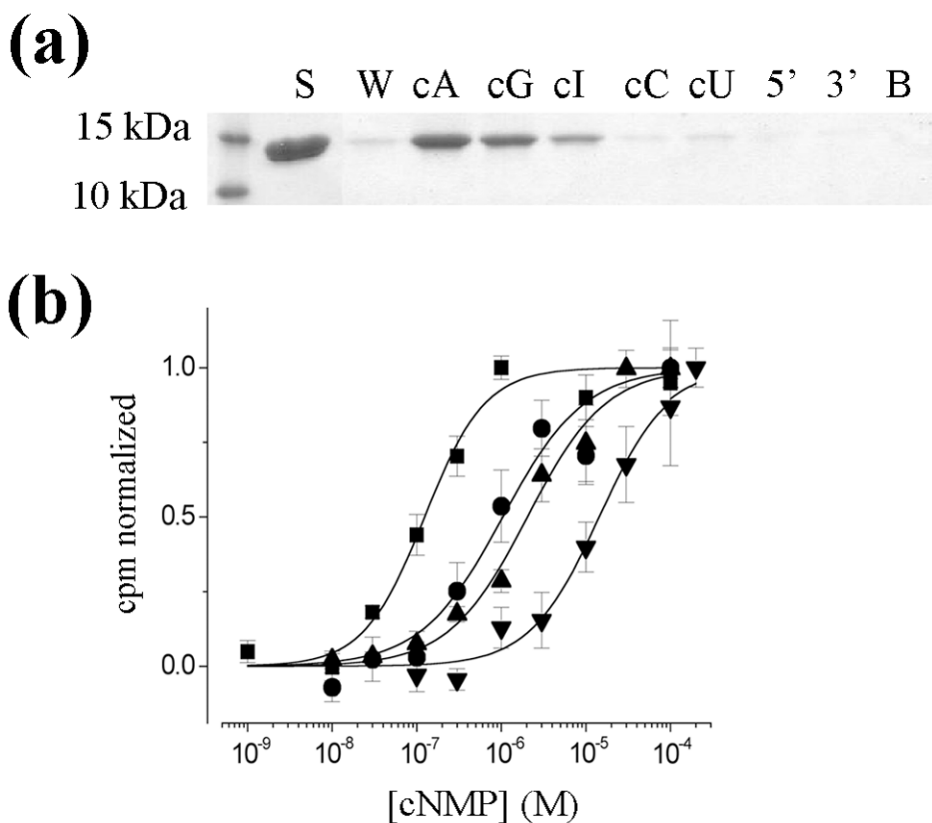 (a)
S W cA cG cI cC cU 5' 3' B
15 kDa
10 kDa
(b)
1.0
0.5
0.0
cpm normalized
10⁻⁹ 10⁻⁸ 10⁻⁷ 10⁻⁶ 10⁻⁵ 10⁻⁴
[cNMP] (M)